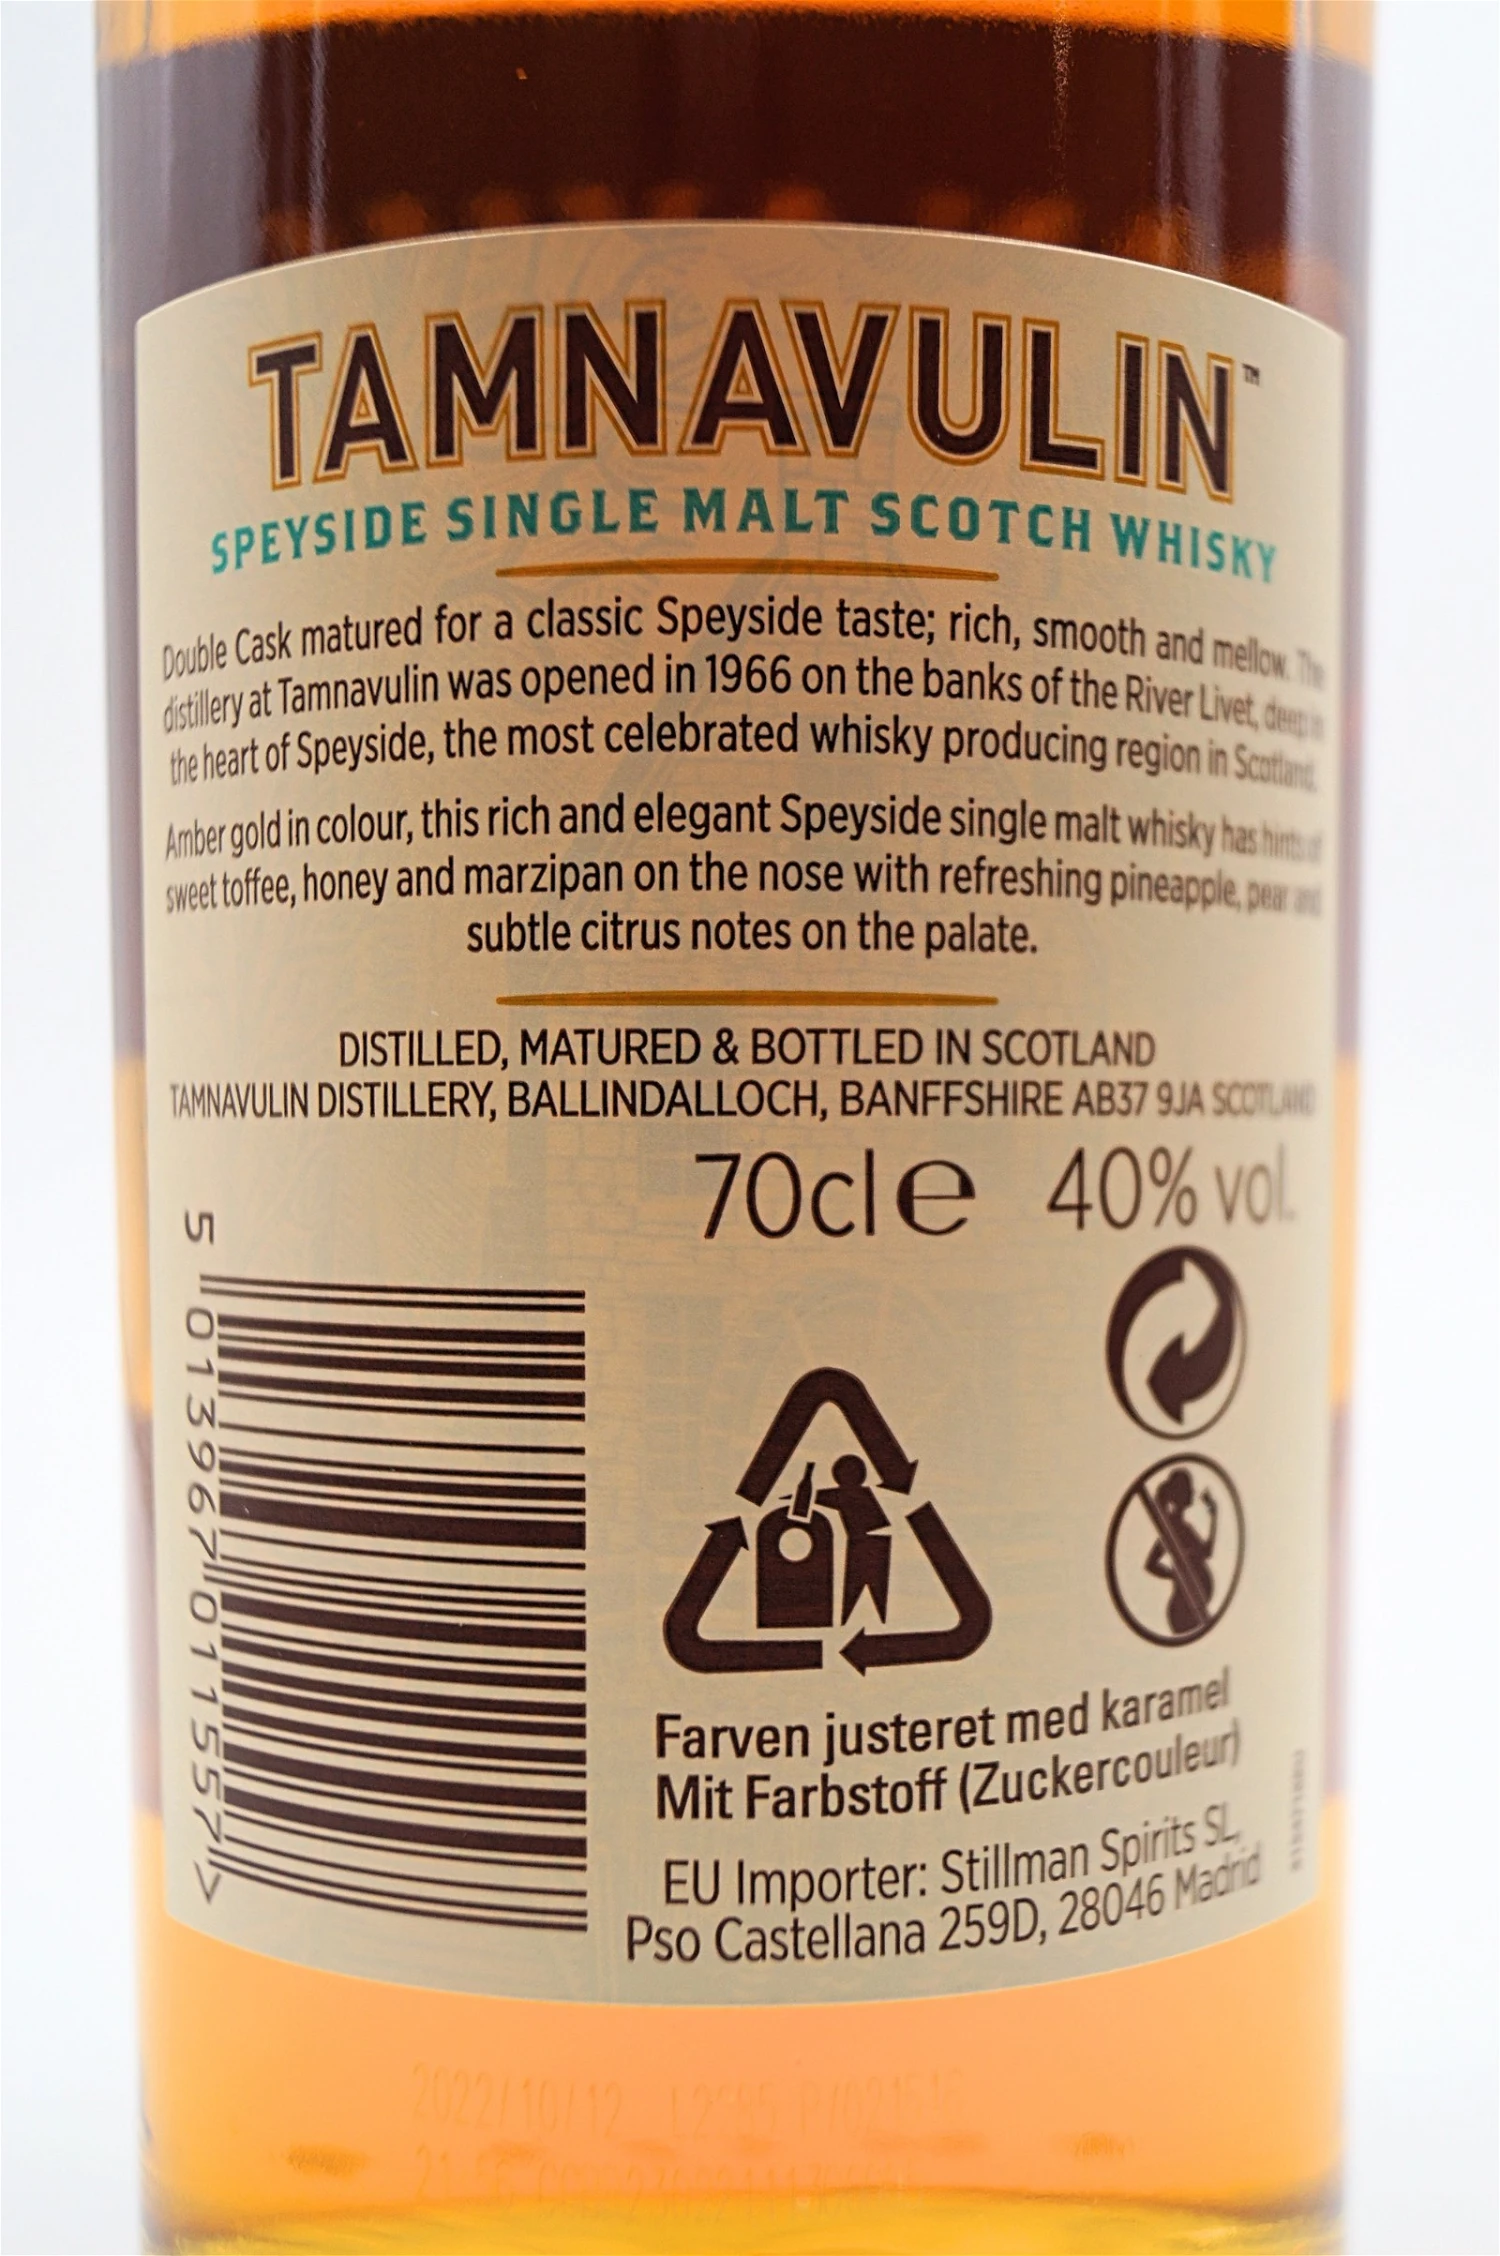 TAMNAVULIN™
SPEYSIDE SINGLE MALT SCOTCH WHISKY
Double Cask matured for a classic Speyside taste; rich, smooth and mellow. The
distillery at Tamnavulin was opened in 1966 on the banks of the River Livet, deep in
the heart of Speyside, the most celebrated whisky producing region in Scotland.
Amber gold in colour, this rich and elegant Speyside single malt whisky has hints of
sweet toffee, honey and marzipan on the nose with refreshing pineapple, pear and
subtle citrus notes on the palate.
DISTILLED, MATURED & BOTTLED IN SCOTLAND
TAMNAVULIN DISTILLERY, BALLINDALLOCH, BANFFSHIRE AB37 9JA SCOTLAND
70cl e 40% vol.
5 013967 011557 >
Farven justeret med karamel
Mit Farbstoff (Zuckercouleur)
EU Importer: Stillman Spirits SL,
Pso Castellana 259D, 28046 Madrid
2022/10/12